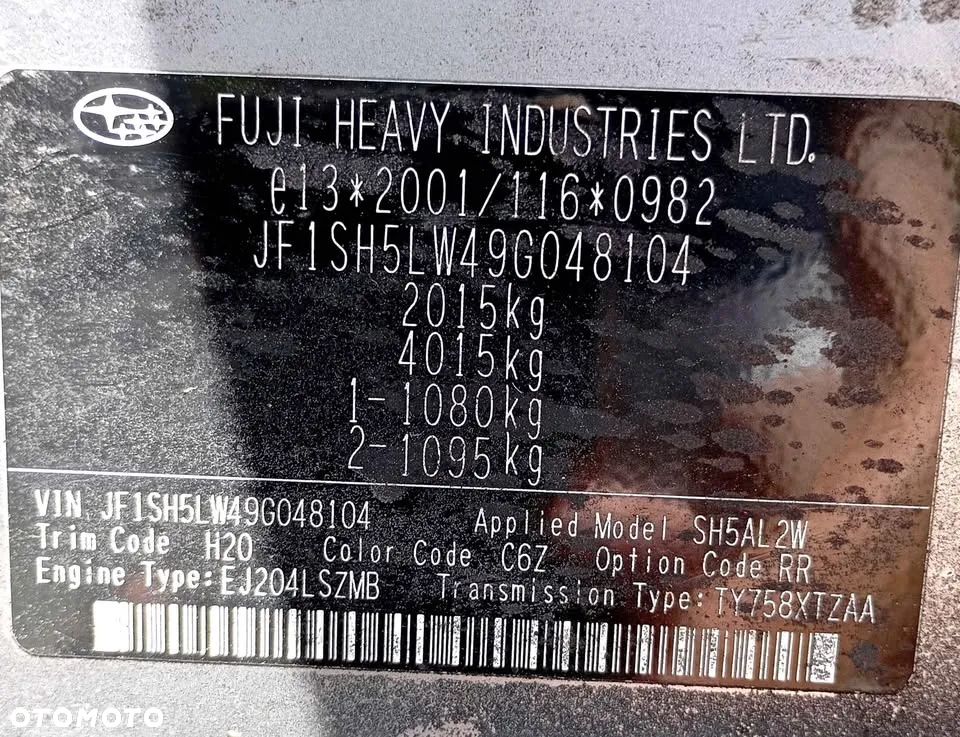 FUJI HEAVY INDUSTRIES LTD.
e13*2001/116*0982
JF1SH5LW49G048104
2015kg
4015kg
1-1080kg
2-1095kg
VIN. JF1SH5LW49G048104 Applied Model SH5AL2W
Trim Code H20 Color Code C6Z Option Code RR
Engine Type: EJ204LSZMB Transmission Type: TY758XTZAA
OTOMOTO